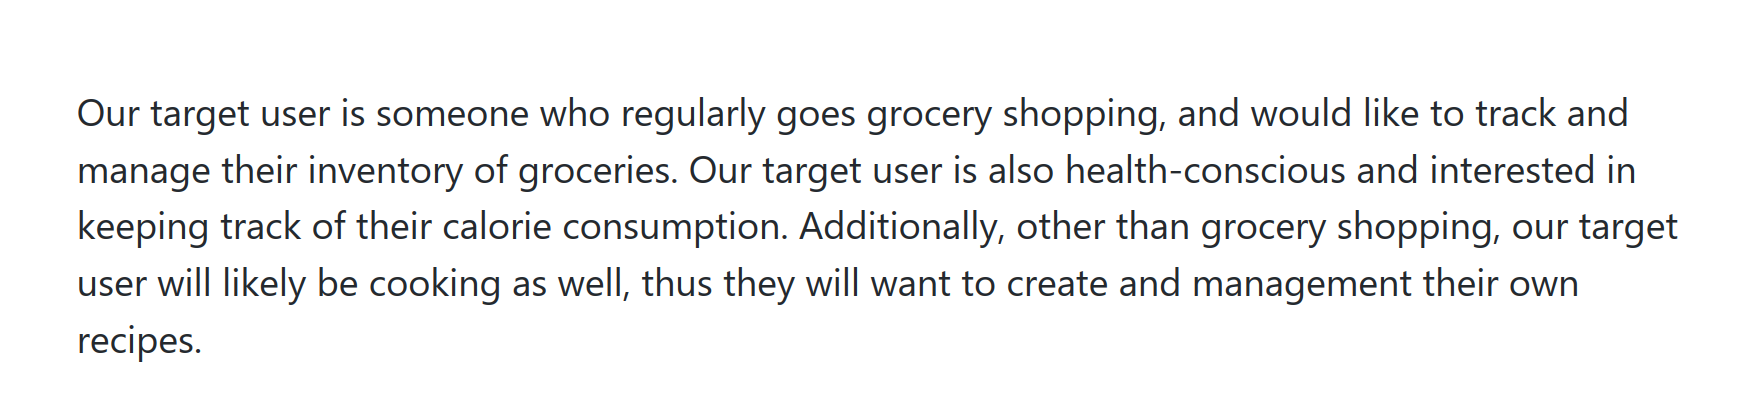 Our target user is someone who regularly goes grocery shopping, and would like to track and
manage their inventory of groceries. Our target user is also health-conscious and interested in
keeping track of their calorie consumption. Additionally, other than grocery shopping, our target
user will likely be cooking as well, thus they will want to create and management their own
recipes.